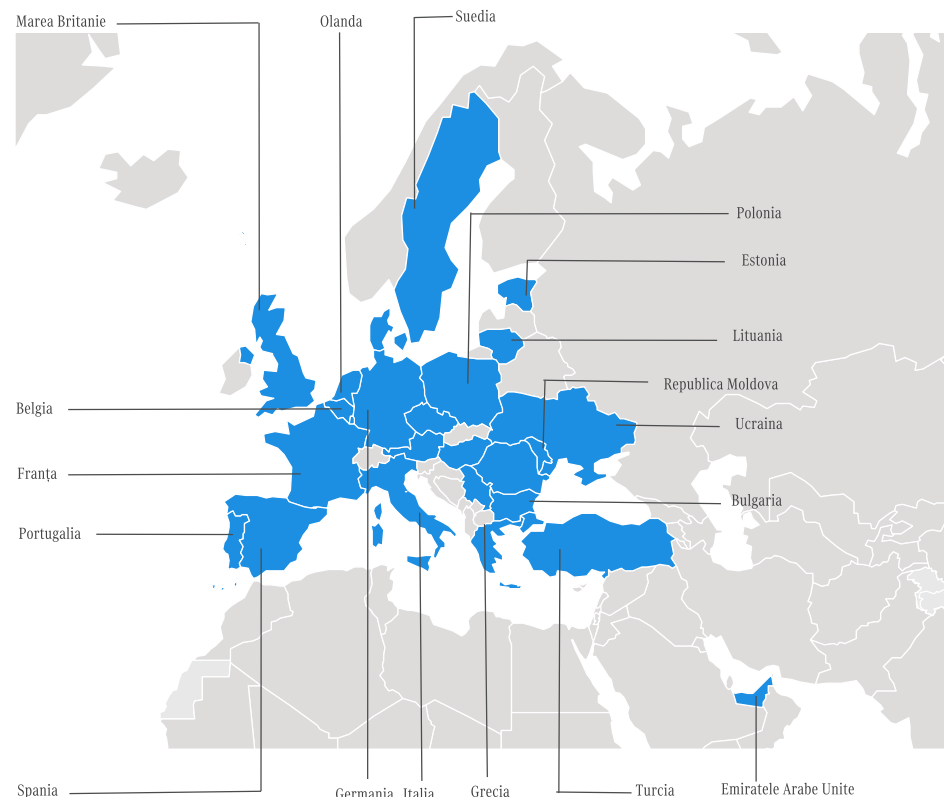 Marea Britanie
Olanda
Suedia
Polonia
Estonia
Lituania
Republica Moldova
Belgia
Ucraina
Franța
Bulgaria
Portugalia
Spania
Germania
Italia
Grecia
Turcia
Emiratele Arabe Unite